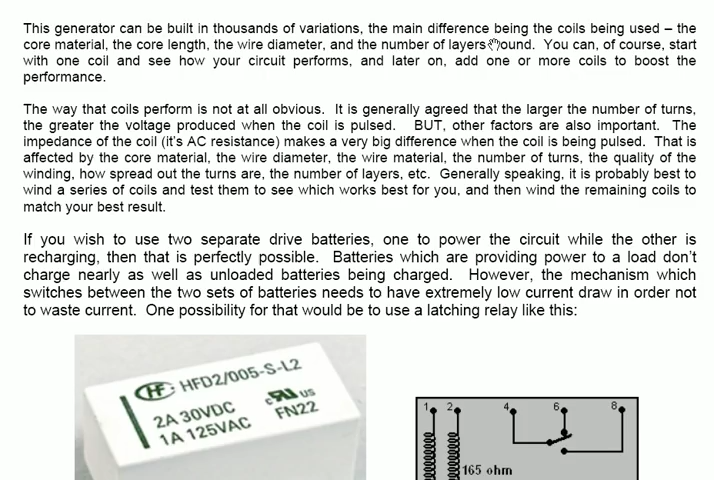 This generator can be built in thousands of variations, the main difference being the coils being used – the
core material, the core length, the wire diameter, and the number of layers wound. You can, of course, start
with one coil and see how your circuit performs, and later on, add one or more coils to boost the
performance.
The way that coils perform is not at all obvious. It is generally agreed that the larger the number of turns,
the greater the voltage produced when the coil is pulsed. BUT, other factors are also important. The
impedance of the coil (it's AC resistance) makes a very big difference when the coil is being pulsed. That is
affected by the core material, the wire diameter, the wire material, the number of turns, the quality of the
winding, how spread out the turns are, the number of layers, etc. Generally speaking, it is probably best to
wind a series of coils and test them to see which works best for you, and then wind the remaining coils to
match your best result.
If you wish to use two separate drive batteries, one to power the circuit while the other is
recharging, then that is perfectly possible. Batteries which are providing power to a load don't
charge nearly as well as unloaded batteries being charged. However, the mechanism which
switches between the two sets of batteries needs to have extremely low current draw in order not
to waste current. One possibility for that would be to use a latching relay like this:
HF HFD2/005-S-L2
2A 30VDC
1A 125VAC
c RU US
FN22
1 2 4 6 8
165 ohm